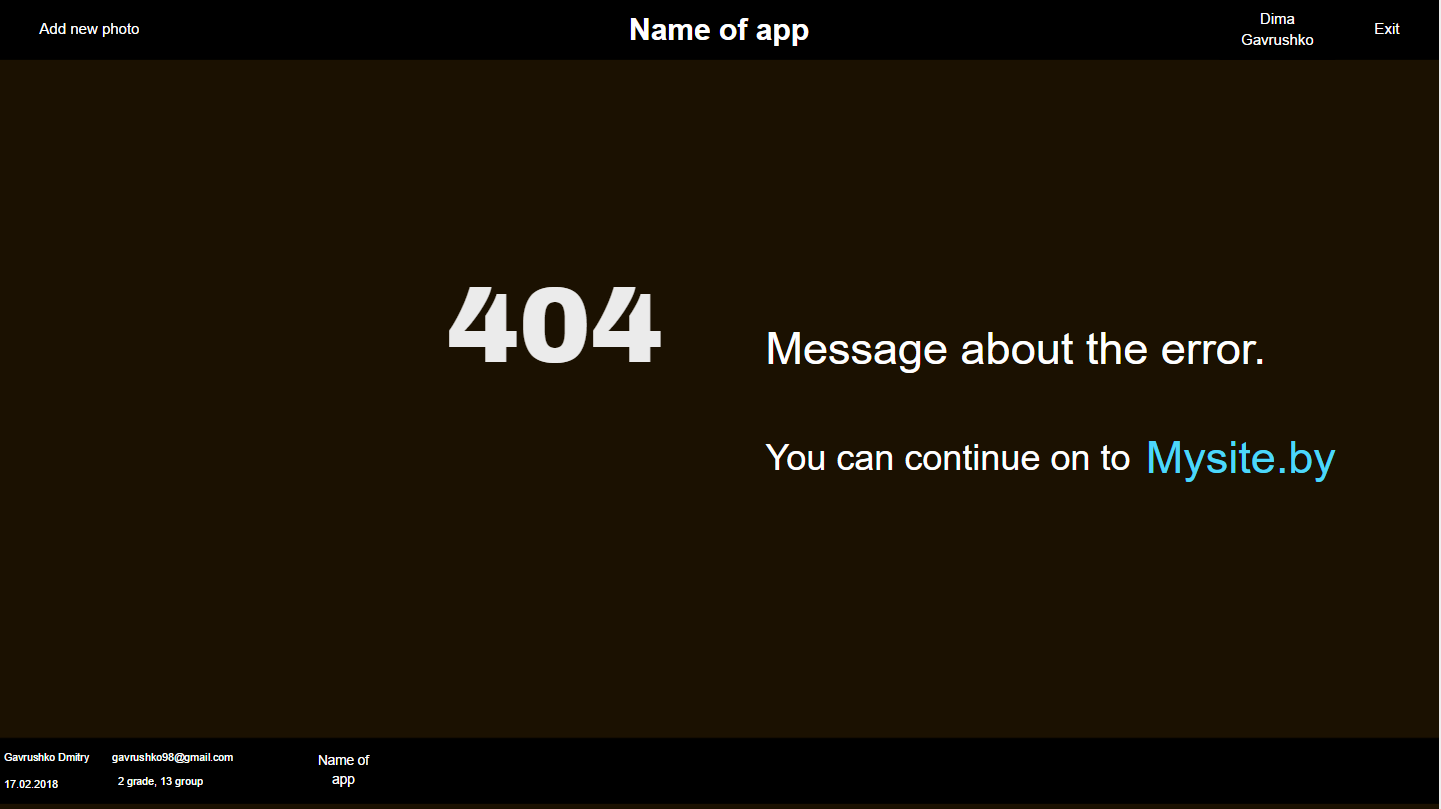 Add new photo
Name of app
Dima
Gavrushko
Exit
404
Message about the error.
You can continue on to Mysite.by
Gavrushko Dmitry
gavrushko98@gmail.com
Name of
app
17.02.2018
2 grade, 13 group